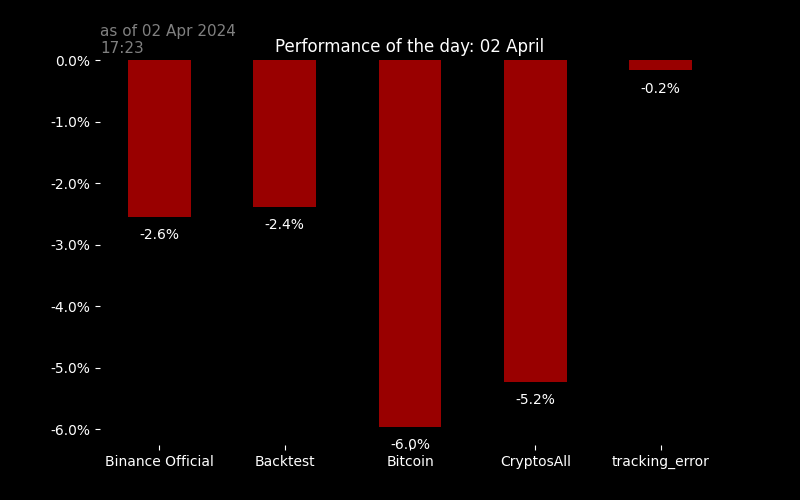 as of 02 Apr 2024
17:23
Performance of the day: 02 April
0.0%
-1.0%
-2.0%
-3.0%
-4.0%
-5.0%
-6.0%
-2.6%
-2.4%
-6.0%
-5.2%
-0.2%
Binance Official
Backtest
Bitcoin
CryptosAll
tracking_error